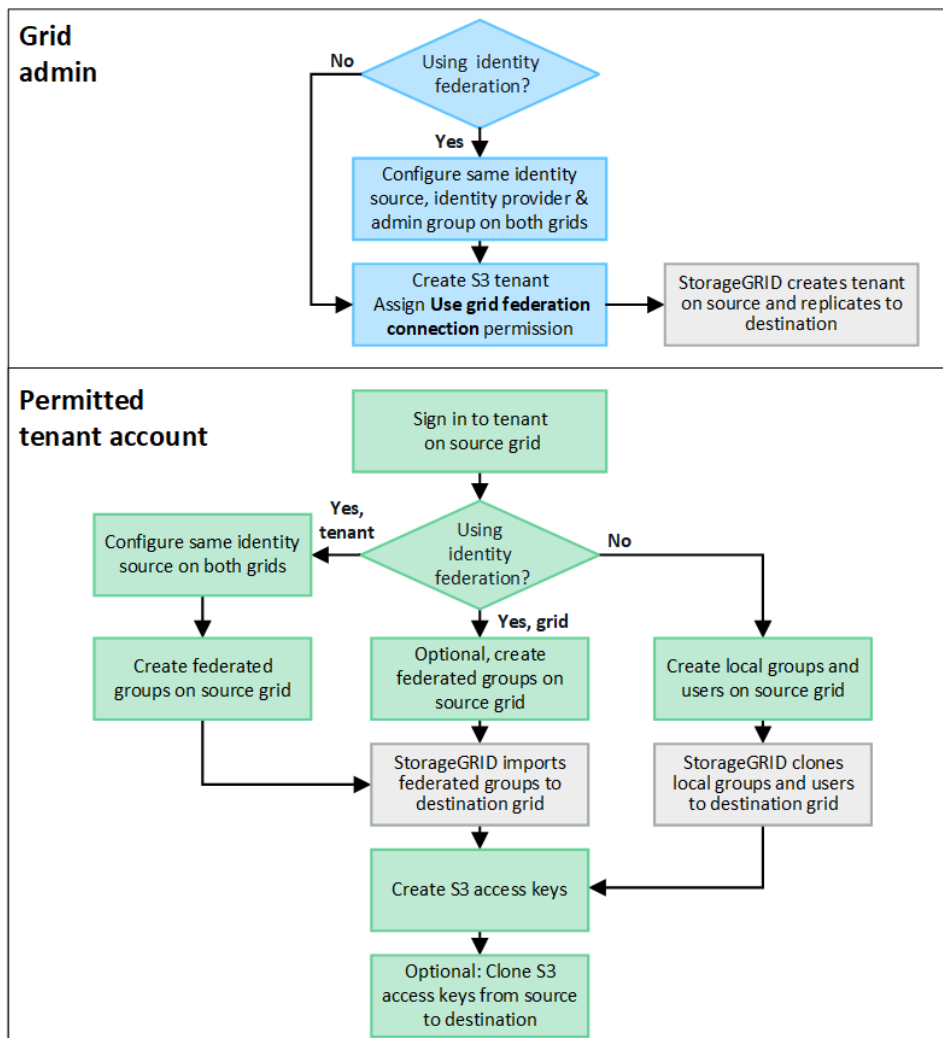 Grid
admin
No
Using identity
federation?
Yes
Configure same identity
source, identity provider &
admin group on both grids
Create S3 tenant
Assign Use grid federation
connection permission
StorageGRID creates tenant
on source and replicates to
destination
Permitted
tenant account
Sign in to tenant
on source grid
Yes,
tenant
Configure same identity
source on both grids
Using
identity
federation?
No
Yes, grid
Create federated
groups on source grid
Optional, create
federated groups on
source grid
Create local groups and
users on source grid
StorageGRID imports
federated groups to
destination grid
StorageGRID clones
local groups and users
to destination grid
Create S3 access keys
Optional: Clone S3
access keys from source
to destination